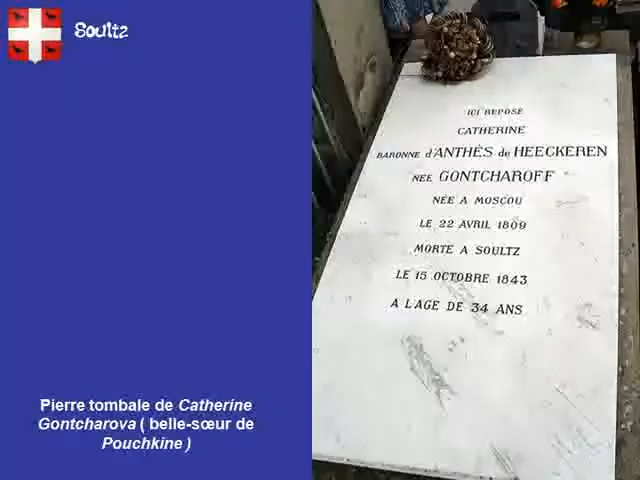 Soultz
ICI REPOSE
CATHERINE
BARONNE d'ANTHÈS de HEECKEREN
NÉE GONTCHAROFF
NÉE A MOSCOU
LE 22 AVRIL 1809
MORTE A SOULTZ
LE 15 OCTOBRE 1843
A L'AGE DE 34 ANS
Pierre tombale de Catherine
Gontcharova ( belle-sœur de
Pouchkine )